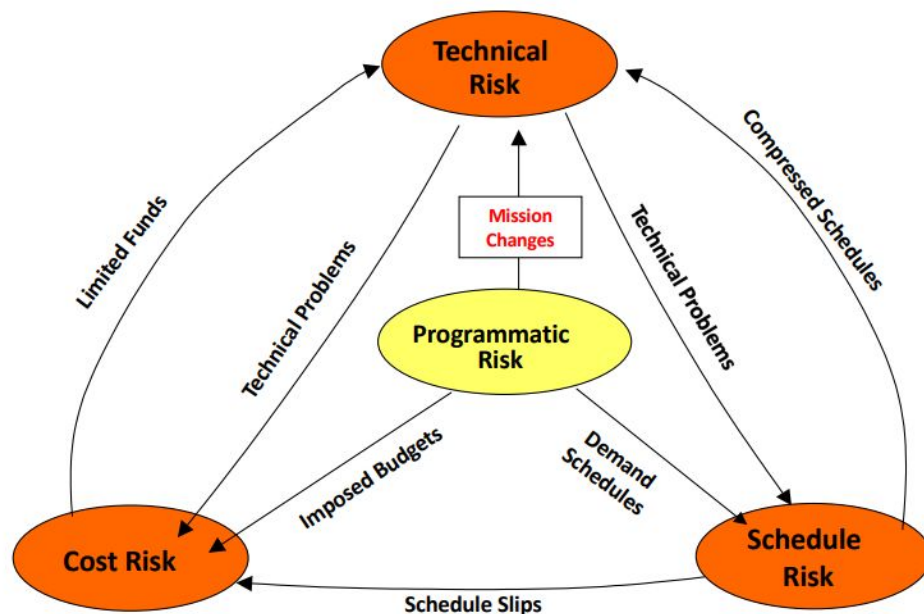 Technical
Risk
Limited Funds
Technical Problems
Mission
Changes
Technical Problems
Compressed Schedules
Programmatic
Risk
Imposed Budgets
Demand
Schedules
Cost Risk
Schedule
Risk
Schedule Slips